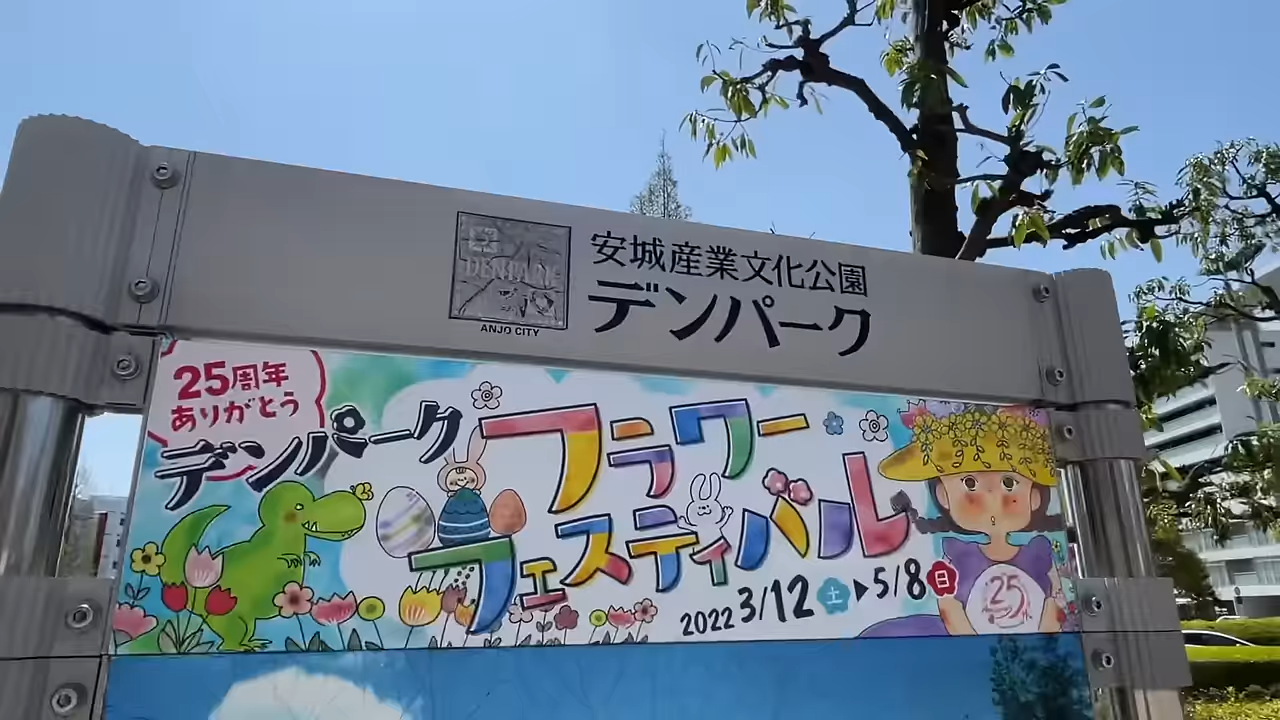 安城産業文化公園
デンパーク
DENPARK
ANJO CITY
25周年
ありがとう
デンパーク
フラワー
フェスティバル
2022 3/12 土 ▶ 5/8 日
25th